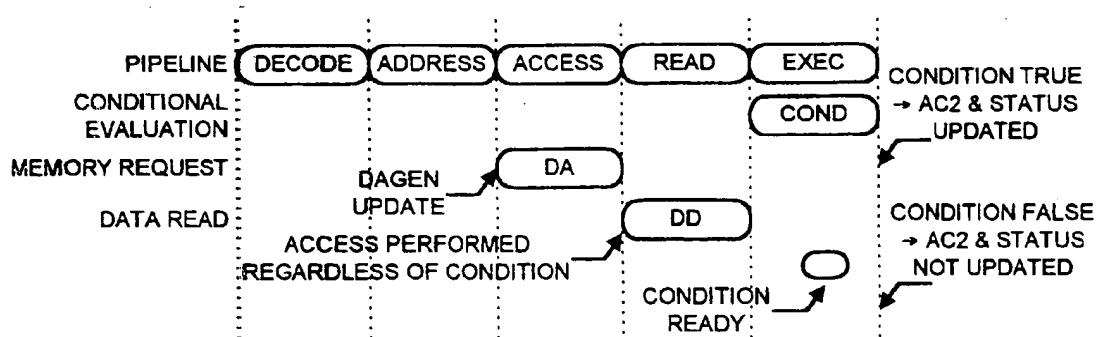 PIPELINE DECODE ADDRESS ACCESS READ EXEC
CONDITIONAL
EVALUATION
COND
CONDITION TRUE
→ AC2 & STATUS
UPDATED
MEMORY REQUEST
DA
DAGEN
UPDATE
DATA READ
DD
ACCESS PERFORMED
REGARDLESS OF CONDITION
CONDITION FALSE
→ AC2 & STATUS
NOT UPDATED
CONDITION
READY